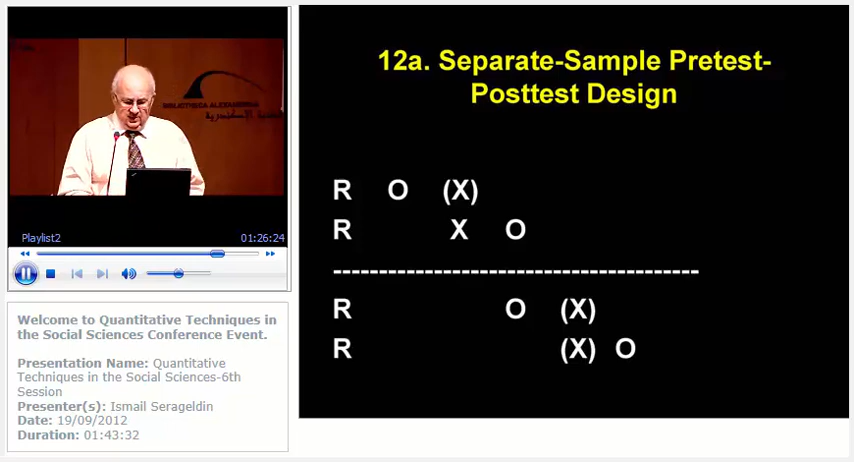 BIBLIOTHECA ALEXANDRINA
Playlist2 01:26:24
Welcome to Quantitative Techniques in
the Social Sciences Conference Event.
Presentation Name: Quantitative
Techniques in the Social Sciences-6th
Session
Presenter(s): Ismail Serageldin
Date: 19/09/2012
Duration: 01:43:32
12a. Separate-Sample Pretest-
Posttest Design
R O (X)
R X O
----------------------------------------
R O (X)
R (X) O